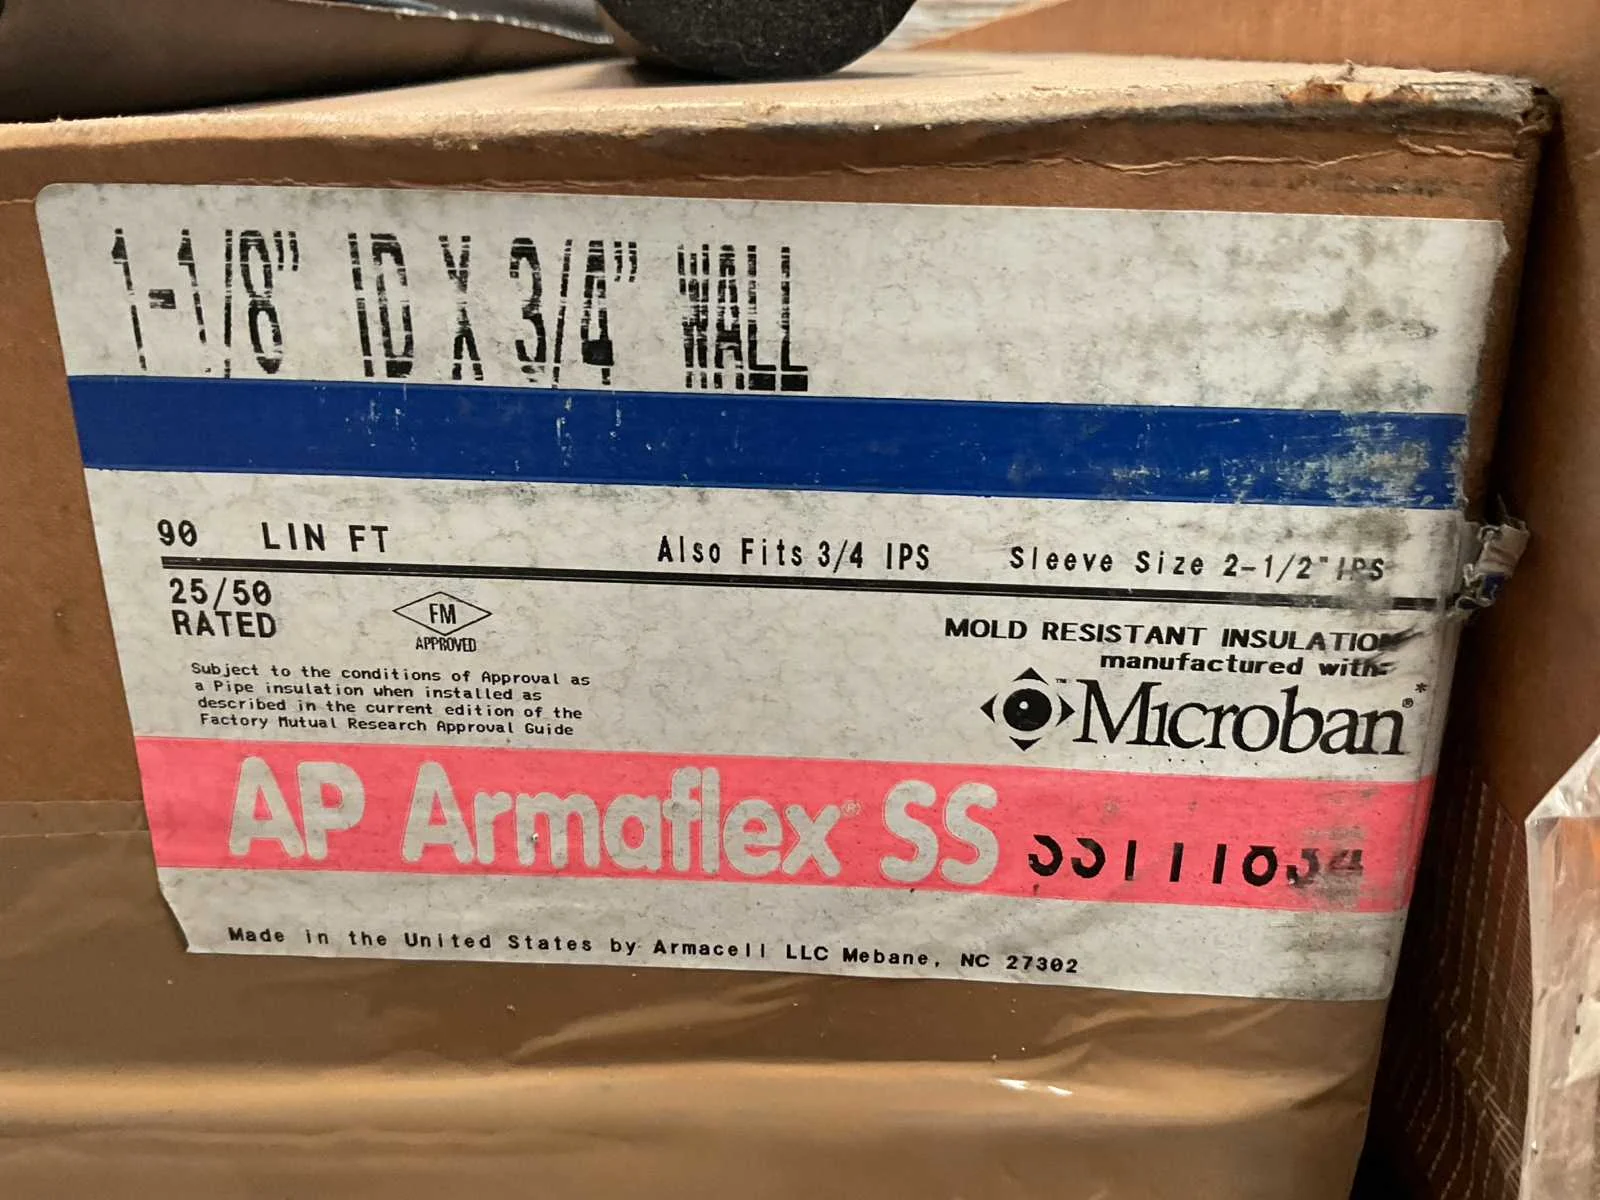 1-1/8" ID X 3/4" WALL
90 LIN FT Also Fits 3/4 IPS Sleeve Size 2-1/2" IPS
25/50
RATED
FM
APPROVED
Subject to the conditions of Approval as
a Pipe insulation when installed as
described in the current edition of the
Factory Mutual Research Approval Guide
MOLD RESISTANT INSULATION
manufactured with
Microban®*
AP Armaflex® SS
Made in the United States by Armacell LLC Mebane, NC 27302